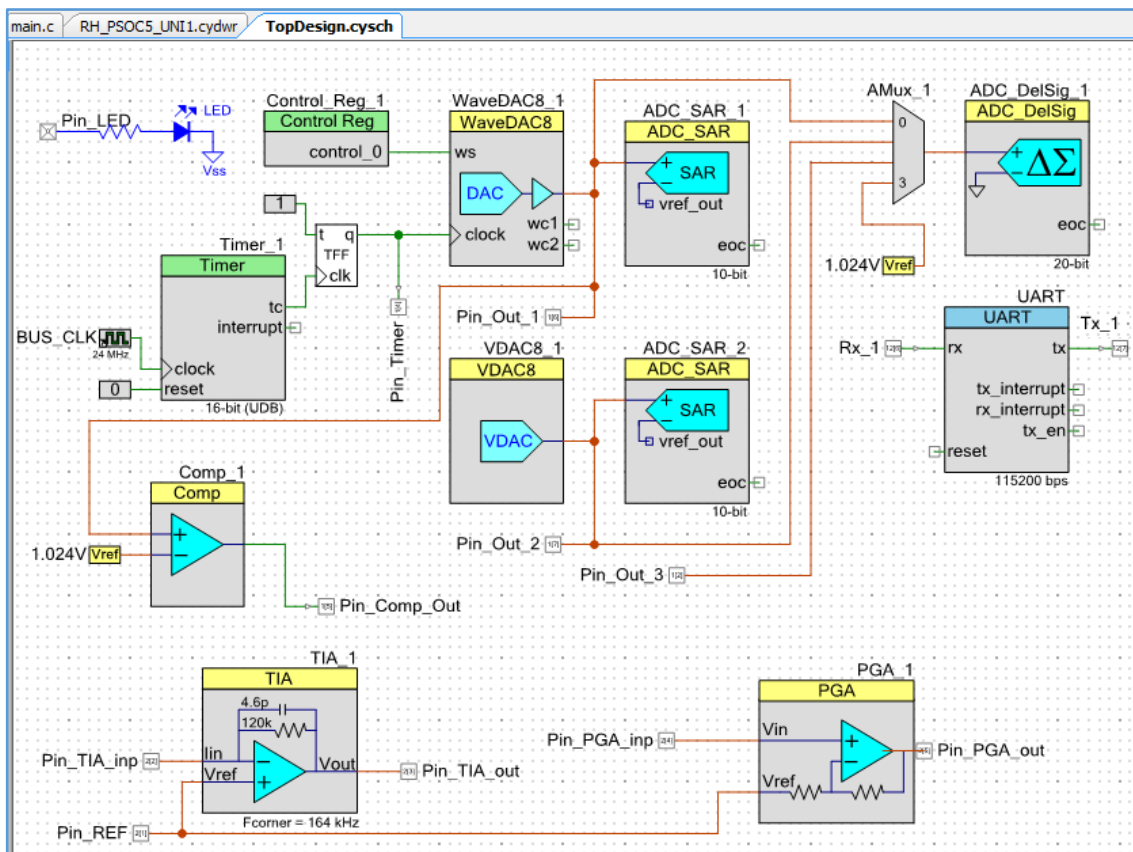 main.c
RH_PSOC5_UNI1.cydwr
TopDesign.cysch
Pin_LED
LED
Vss
Control_Reg_1
Control Reg
control_0
WaveDAC8_1
WaveDAC8
ws
DAC
wc1
wc2
clock
ADC_SAR_1
ADC_SAR
SAR
vref_out
eoc
10-bit
AMux_1
0
3
1.024V Vref
ADC_DelSig_1
ADC_DelSig
ΔΣ
eoc
20-bit
1
t q
TFF
clk
Timer_1
Timer
tc
interrupt
BUS_CLK
24 MHz
clock
0
reset
16-bit (UDB)
Pin_Timer
Pin_Out_1
VDAC8_1
VDAC8
VDAC
ADC_SAR_2
ADC_SAR
SAR
vref_out
eoc
10-bit
UART
UART
Rx_1
rx
tx
Tx_1
tx_interrupt
rx_interrupt
tx_en
reset
115200 bps
Comp_1
Comp
1.024V Vref
Pin_Comp_Out
Pin_Out_2
Pin_Out_3
TIA_1
TIA
4.6p
120k
Pin_TIA_inp
Iin
Vref
Vout
Pin_TIA_out
Pin_REF
Fcorner = 164 kHz
PGA_1
PGA
Pin_PGA_inp
Vin
Vref
Pin_PGA_out